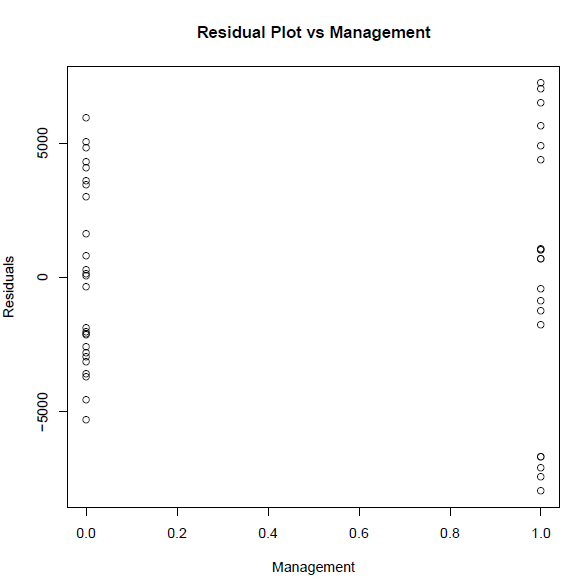 Residual Plot vs Management
5000
0
−5000
Residuals
0.0 0.2 0.4 0.6 0.8 1.0
Management